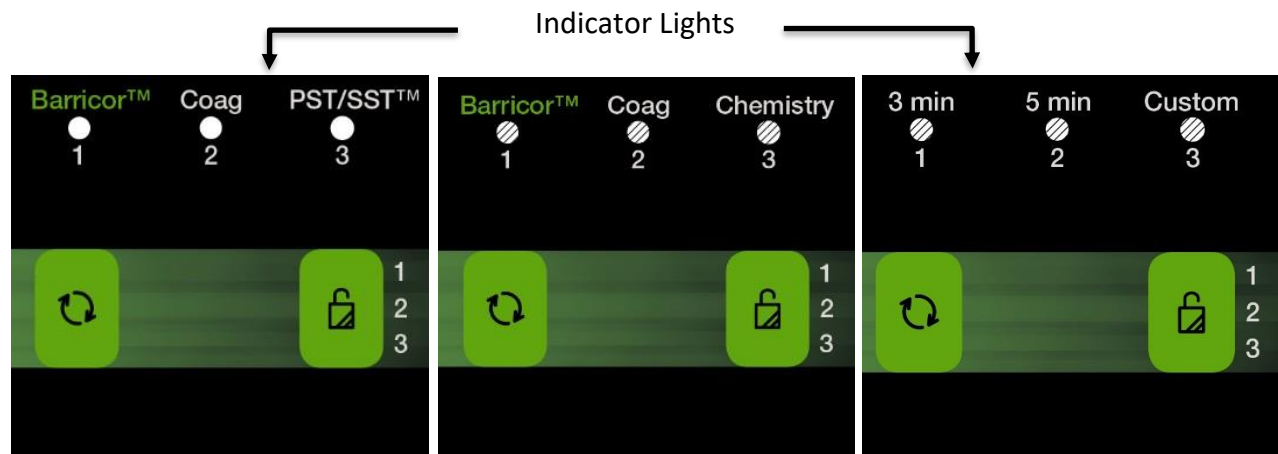 Indicator Lights
Barricor™ Coag PST/SST™
1 2 3
1
2
3
Barricor™ Coag Chemistry
1 2 3
1
2
3
3 min 5 min Custom
1 2 3
1
2
3